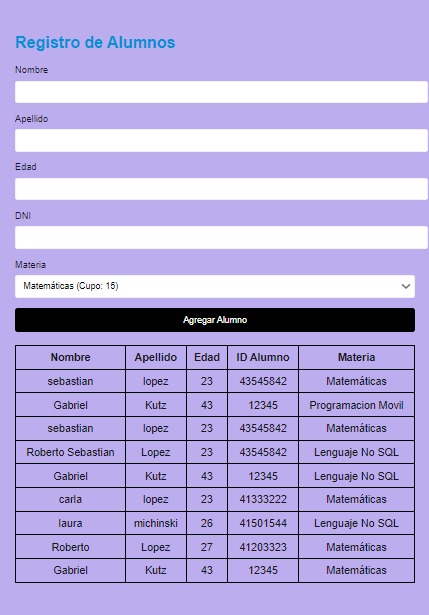 Registro de Alumnos
Nombre
Apellido
Edad
DNI
Materia
Matemáticas (Cupo: 15)
Agregar Alumno
Nombre Apellido Edad ID Alumno Materia
sebastian lopez 23 43545842 Matemáticas
Gabriel Kutz 43 12345 Programacion Movil
sebastian lopez 23 43545842 Matemáticas
Roberto Sebastian Lopez 23 43545842 Lenguaje No SQL
Gabriel Kutz 43 12345 Lenguaje No SQL
carla lopez 23 41333222 Matemáticas
laura michinski 26 41501544 Lenguaje No SQL
Roberto Lopez 27 41203323 Matemáticas
Gabriel Kutz 43 12345 Matemáticas